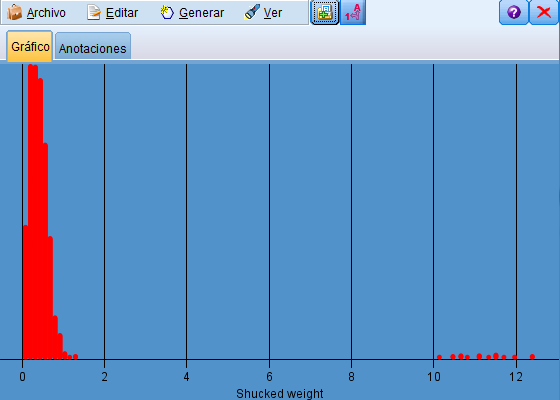 Archivo Editar Generar Ver
Gráfico Anotaciones
0 2 4 6 8 10 12
Shucked weight